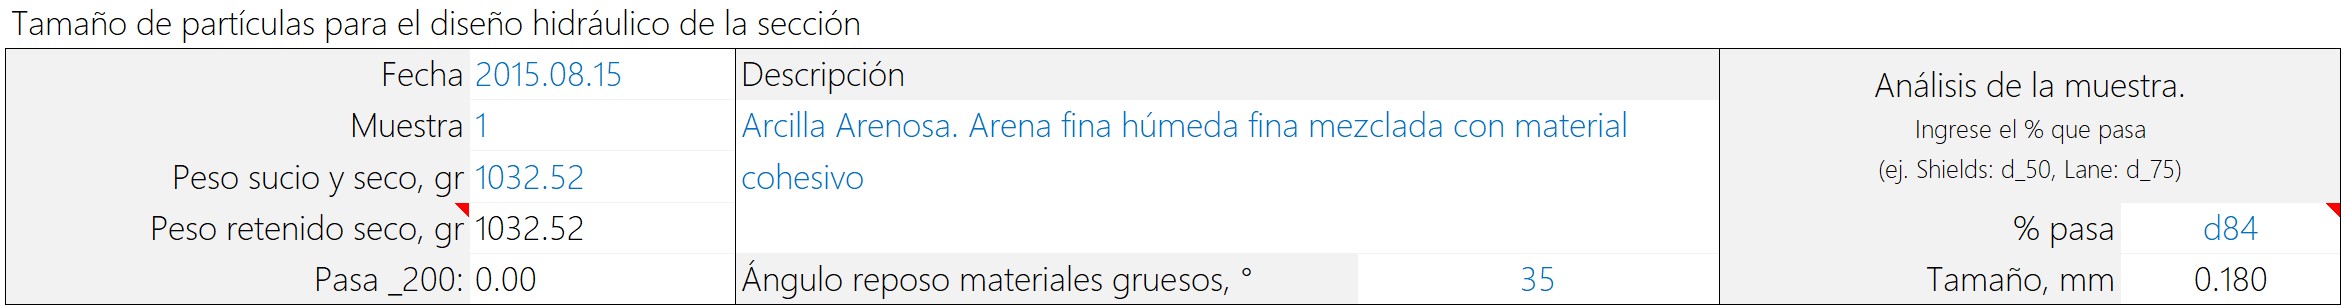 Tamaño de partículas para el diseño hidráulico de la sección
Fecha 2015.08.15
Muestra 1
Peso sucio y seco, gr 1032.52
Peso retenido seco, gr 1032.52
Pasa _200: 0.00
Descripción
Arcilla Arenosa. Arena fina húmeda fina mezclada con material
cohesivo
Ángulo reposo materiales gruesos, ° 35
Análisis de la muestra.
Ingrese el % que pasa
(ej. Shields: d_50, Lane: d_75)
% pasa d84
Tamaño, mm 0.180